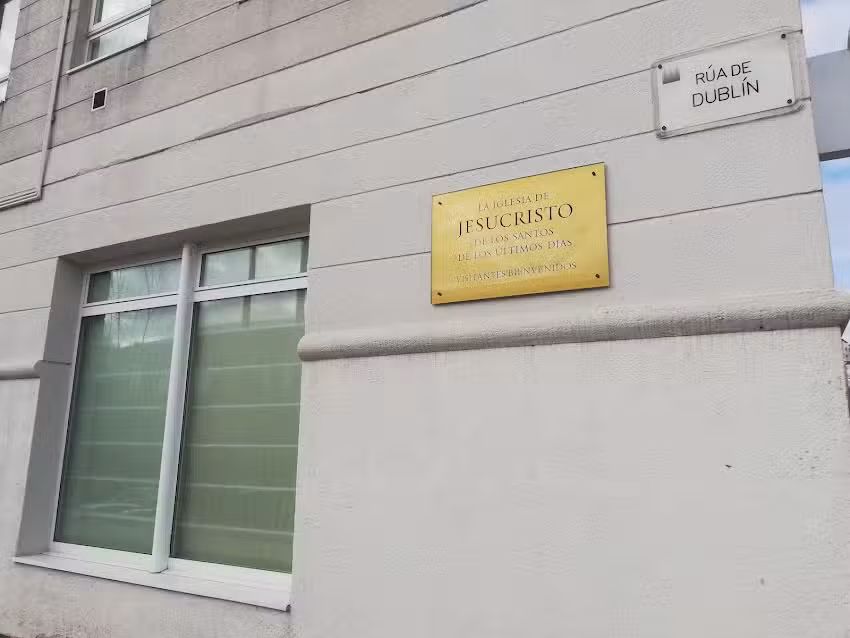 RÚA DE
DUBLÍN
LA IGLESIA DE
JESUCRISTO
DE LOS SANTOS
DE LOS ÚLTIMOS DÍAS
VISITANTES BIENVENIDOS